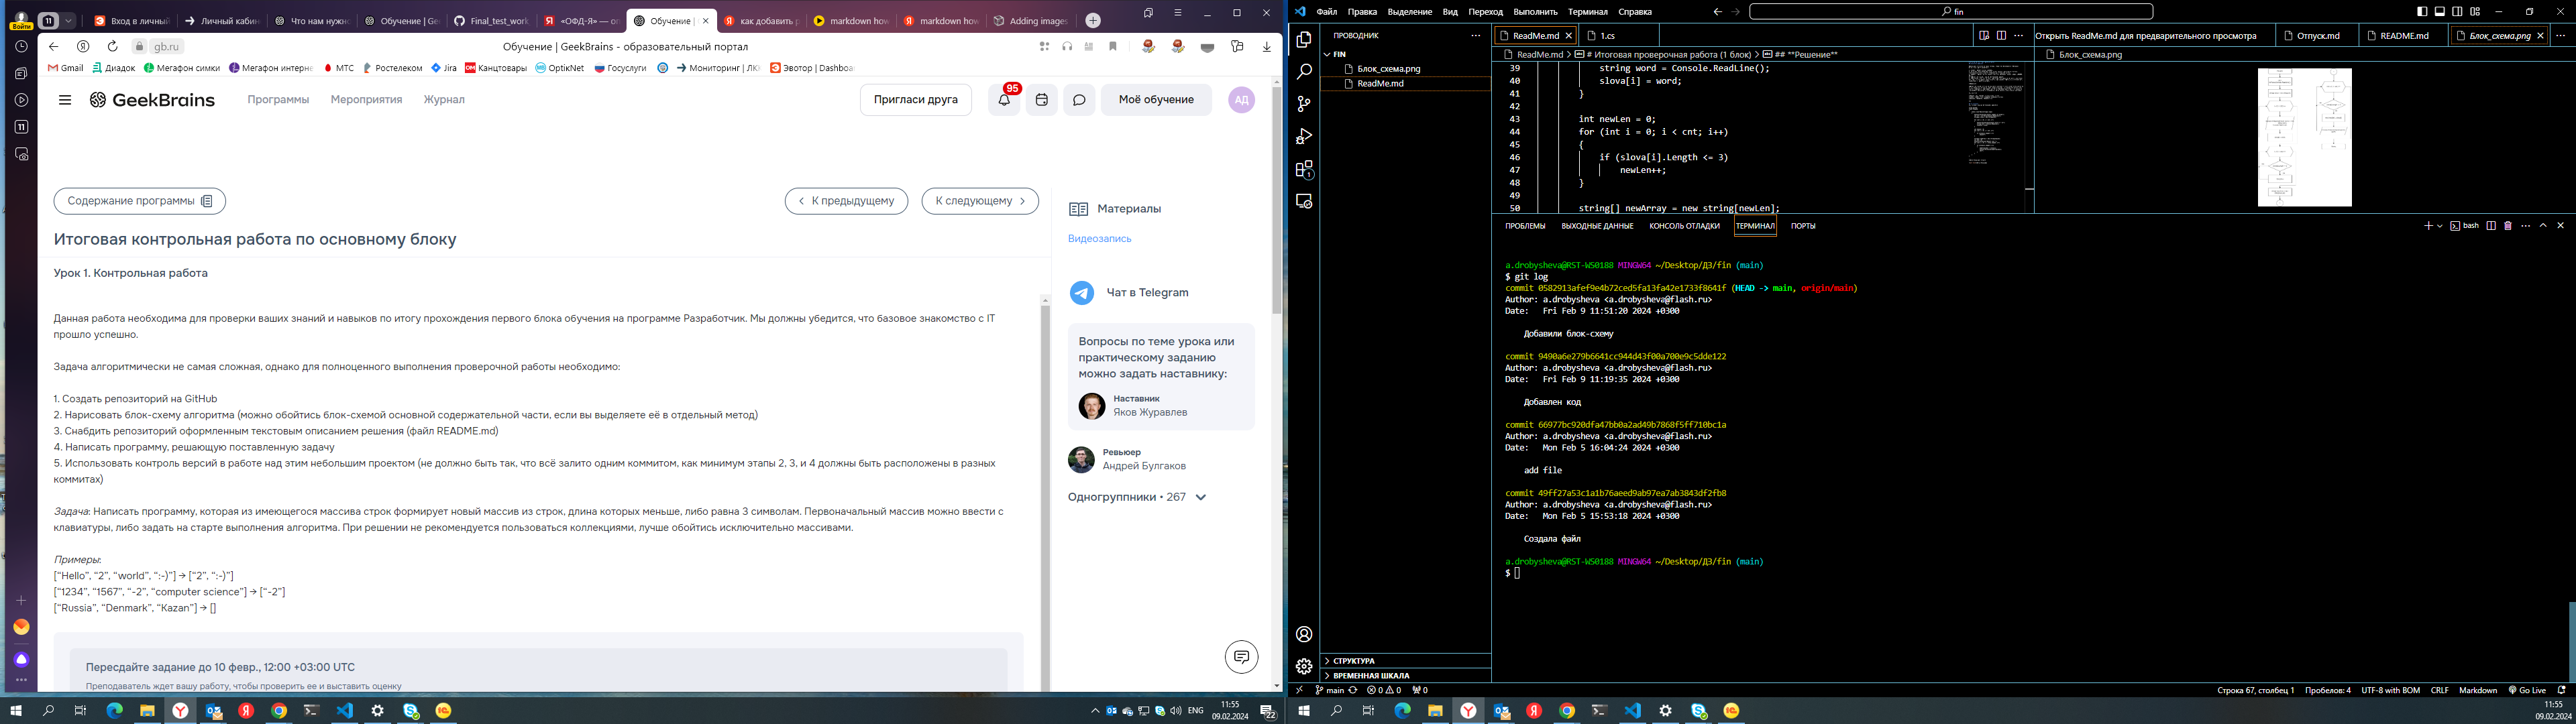 Войти
11
Вход в личный
Личный кабин
Что нам нужно
Обучение | Gee
Final_test_work
«ОФД-Я» — оп
Обучение |
как добавить р
markdown how
markdown how
Adding images
gb.ru
Обучение | GeekBrains - образовательный портал
Gmail
Диадок
Мегафон симки
Мегафон интерне
МТС
Ростелеком
Jira
Канцтовары
OptikNet
Госуслуги
Мониторинг | ЛКК
Эвотор | Dashboa
11
GeekBrains
Программы
Мероприятия
Журнал
Пригласи друга
95
Моё обучение
АД
Содержание программы
К предыдущему
К следующему
Итоговая контрольная работа по основному блоку
Урок 1. Контрольная работа
Данная работа необходима для проверки ваших знаний и навыков по итогу прохождения первого блока обучения на программе Разработчик. Мы должны убедится, что базовое знакомство с IT
прошло успешно.
Задача алгоритмически не самая сложная, однако для полноценного выполнения проверочной работы необходимо:
1. Создать репозиторий на GitHub
2. Нарисовать блок-схему алгоритма (можно обойтись блок-схемой основной содержательной части, если вы выделяете её в отдельный метод)
3. Снабдить репозиторий оформленным текстовым описанием решения (файл README.md)
4. Написать программу, решающую поставленную задачу
5. Использовать контроль версий в работе над этим небольшим проектом (не должно быть так, что всё залито одним коммитом, как минимум этапы 2, 3, и 4 должны быть расположены в разных
коммитах)
Задача: Написать программу, которая из имеющегося массива строк формирует новый массив из строк, длина которых меньше, либо равна 3 символам. Первоначальный массив можно ввести с
клавиатуры, либо задать на старте выполнения алгоритма. При решении не рекомендуется пользоваться коллекциями, лучше обойтись исключительно массивами.
Примеры:
[“Hello”, “2”, “world”, “:-)”] → [“2”, “:-)”]
[“1234”, “1567”, “-2”, “computer science”] → [“-2”]
[“Russia”, “Denmark”, “Kazan”] → []
Пересдайте задание до 10 февр., 12:00 +03:00 UTC
Преподаватель ждет вашу работу, чтобы проверить ее и выставить оценку
Материалы
Видеозапись
Чат в Telegram
Вопросы по теме урока или
практическому заданию
можно задать наставнику:
Наставник
Яков Журавлев
Ревьюер
Андрей Булгаков
Одногруппники • 267
ENG
11:55
09.02.2024
22
Файл
Правка
Выделение
Вид
Переход
Выполнить
Терминал
Справка
fin
ПРОВОДНИК
FIN
Блок_схема.png
ReadMe.md
1
СТРУКТУРА
ВРЕМЕННАЯ ШКАЛА
ReadMe.md
1.cs
ReadMe.md > # Итоговая проверочная работа (1 блок) > ## **Решение**
39 string word = Console.ReadLine();
40 slova[i] = word;
41 }
42
43 int newLen = 0;
44 for (int i = 0; i < cnt; i++)
45 {
46 if (slova[i].Length <= 3)
47 newLen++;
48 }
49
50 string[] newArray = new string[newLen];
Открыть ReadMe.md для предварительного просмотра
Отпуск.md
README.md
Блок_схема.png
Блок_схема.png
ПРОБЛЕМЫ
ВЫХОДНЫЕ ДАННЫЕ
КОНСОЛЬ ОТЛАДКИ
ТЕРМИНАЛ
ПОРТЫ
bash
a.drobysheva@RST-WS0188 MINGW64 ~/Desktop/ДЗ/fin (main)
$ git log
commit 0582913afef9e4b72ced5fa13fa42e1733f8641f (HEAD -> main, origin/main)
Author: a.drobysheva <a.drobysheva@flash.ru>
Date: Fri Feb 9 11:51:20 2024 +0300
Добавили блок-схему
commit 9490a6e279b6641cc944d43f00a700e9c5dde122
Author: a.drobysheva <a.drobysheva@flash.ru>
Date: Fri Feb 9 11:19:35 2024 +0300
Добавлен код
commit 66977bc920dfa47bb0a2ad49b7868f5ff710bc1a
Author: a.drobysheva <a.drobysheva@flash.ru>
Date: Mon Feb 5 16:04:24 2024 +0300
add file
commit 49ff27a53c1a1b76aeed9ab97ea7ab3843df2fb8
Author: a.drobysheva <a.drobysheva@flash.ru>
Date: Mon Feb 5 15:53:18 2024 +0300
Создала файл
a.drobysheva@RST-WS0188 MINGW64 ~/Desktop/ДЗ/fin (main)
$
main
0
0
0
Строка 67, столбец 1
Пробелов: 4
UTF-8 with BOM
CRLF
Markdown
Go Live
11:55
09.02.2024